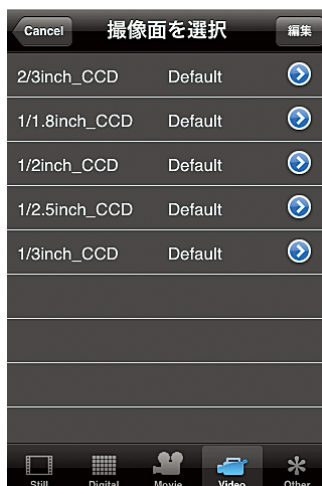 Cancel 撮像面を選択 編集
2/3inch_CCD Default
1/1.8inch_CCD Default
1/2inch_CCD Default
1/2.5inch_CCD Default
1/3inch_CCD Default
Still Digital Movie Video Other